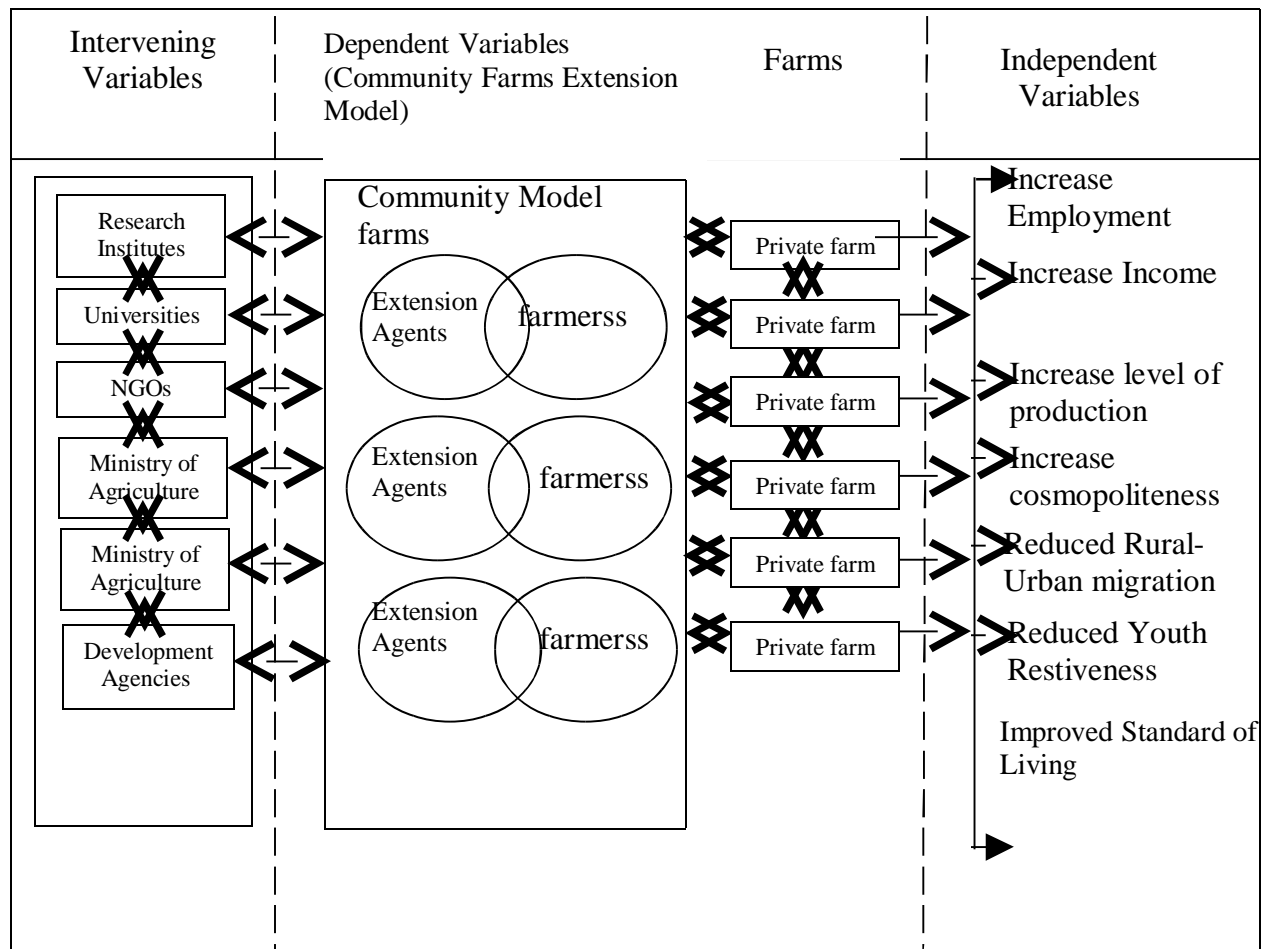 Intervening
Variables
Dependent Variables
(Community Farms Extension
Model)
Farms
Independent
Variables
Research
Institutes
Universities
NGOs
Ministry of
Agriculture
Ministry of
Agriculture
Development
Agencies
Community Model
farms
Extension
Agents
farmerss
Extension
Agents
farmerss
Extension
Agents
farmerss
Private farm
Private farm
Private farm
Private farm
Private farm
Private farm
Increase
Employment
Increase Income
Increase level of
production
Increase
cosmopoliteness
Reduced Rural-
Urban migration
Reduced Youth
Restiveness
Improved Standard of
Living